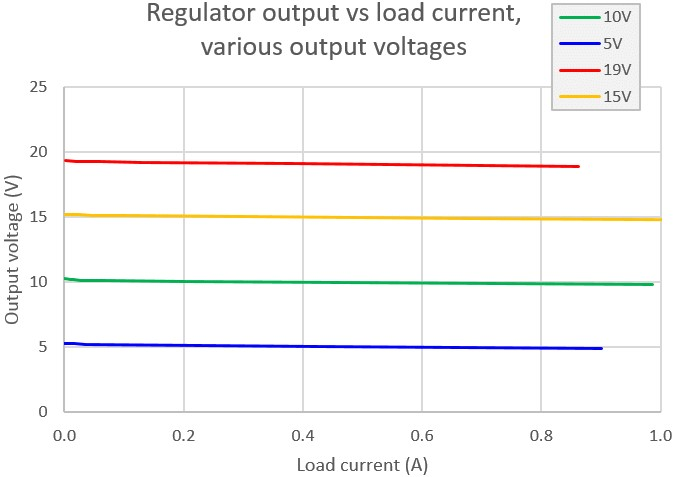 Regulator output vs load current,
various output voltages
10V
5V
19V
15V
25
20
15
10
5
0
Output voltage (V)
0.0 0.2 0.4 0.6 0.8 1.0
Load current (A)